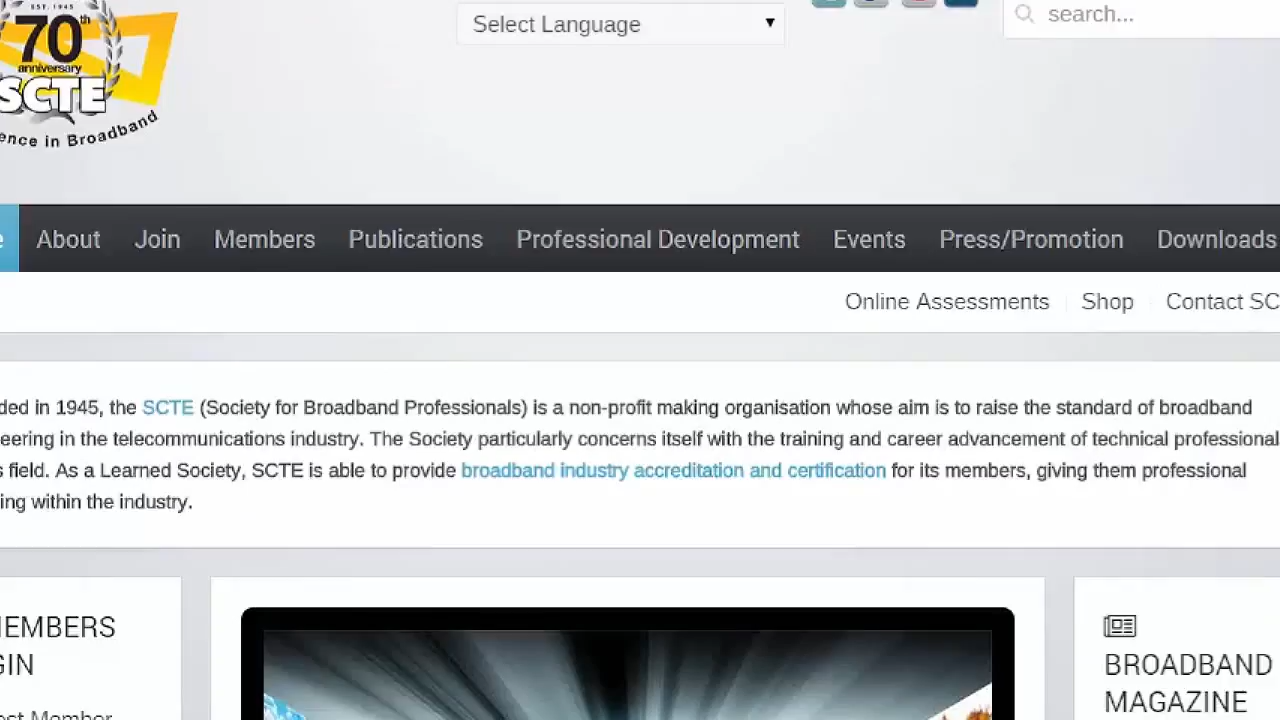 EST. 1945
70th
anniversary
SCTE
ence in Broadband
Select Language
search...
e About Join Members Publications Professional Development Events Press/Promotion Downloads
Online Assessments Shop Contact SC
ded in 1945, the SCTE (Society for Broadband Professionals) is a non-profit making organisation whose aim is to raise the standard of broadband
eering in the telecommunications industry. The Society particularly concerns itself with the training and career advancement of technical professional
s field. As a Learned Society, SCTE is able to provide broadband industry accreditation and certification for its members, giving them professional
ing within the industry.
EMBERS
GIN
est Member
BROADBAND
MAGAZINE